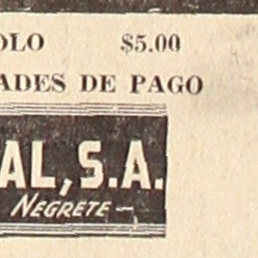 OLO $5.00
ADES DE PAGO
AL, S.A.
NEGRETE –